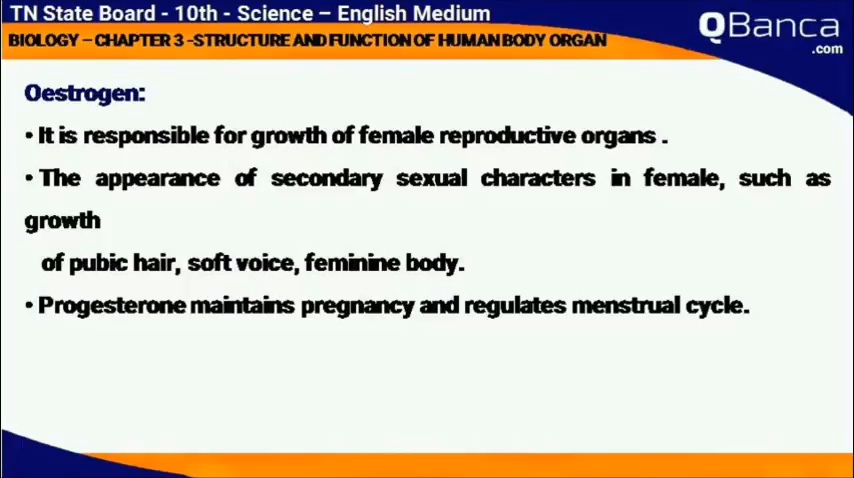 TN State Board - 10th - Science – English Medium
BIOLOGY – CHAPTER 3 -STRUCTURE AND FUNCTION OF HUMAN BODY ORGAN
QBanca
.com
Oestrogen:
• It is responsible for growth of female reproductive organs .
• The appearance of secondary sexual characters in female, such as
growth
of pubic hair, soft voice, feminine body.
• Progesterone maintains pregnancy and regulates menstrual cycle.